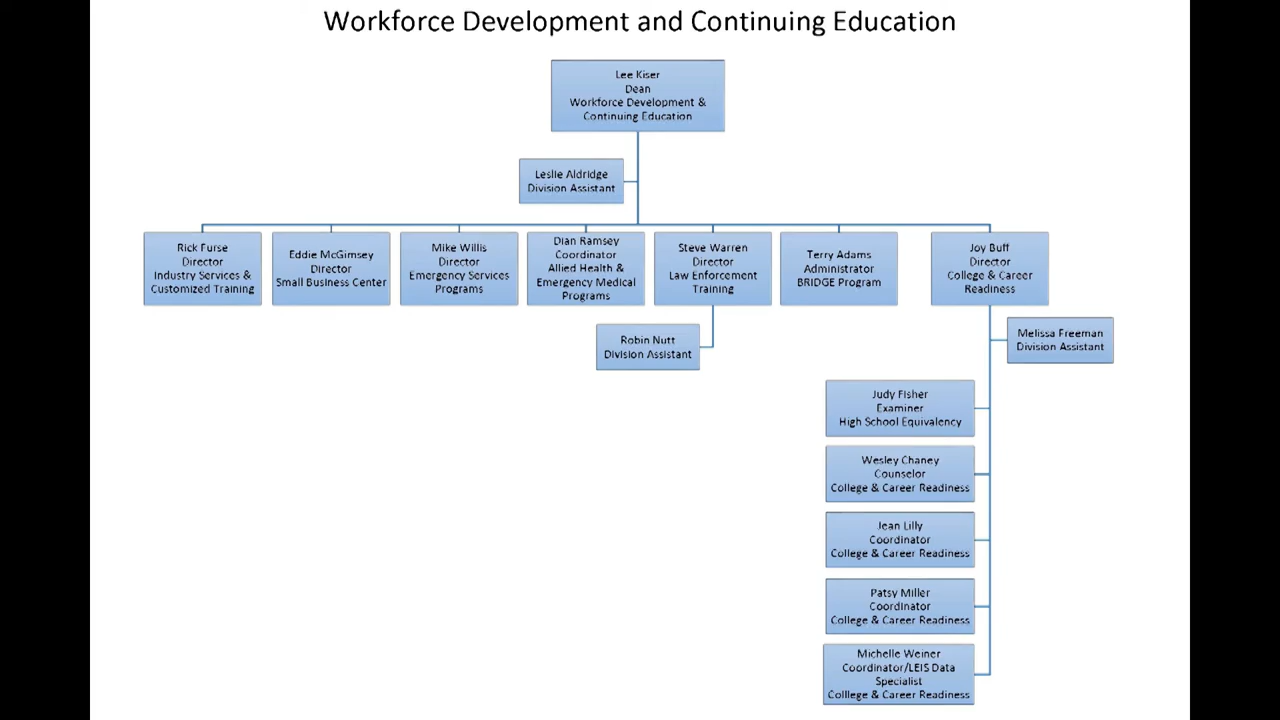 Workforce Development and Continuing Education
Lee Kiser
Dean
Workforce Development &
Continuing Education
Leslie Aldridge
Division Assistant
Rick Furse
Director
Industry Services &
Customized Training
Eddie McGimsey
Director
Small Business Center
Mike Willis
Director
Emergency Services
Programs
Dian Ramsey
Coordinator
Allied Health &
Emergency Medical
Programs
Steve Warren
Director
Law Enforcement
Training
Terry Adams
Administrator
BRIDGE Program
Joy Buff
Director
College & Career
Readiness
Robin Nutt
Division Assistant
Melissa Freeman
Division Assistant
Judy Fisher
Examiner
High School Equivalency
Wesley Chaney
Counselor
College & Career Readiness
Jean Lilly
Coordinator
College & Career Readiness
Patsy Miller
Coordinator
College & Career Readiness
Michelle Weiner
Coordinator/LEIS Data
Specialist
Colllege & Career Readiness